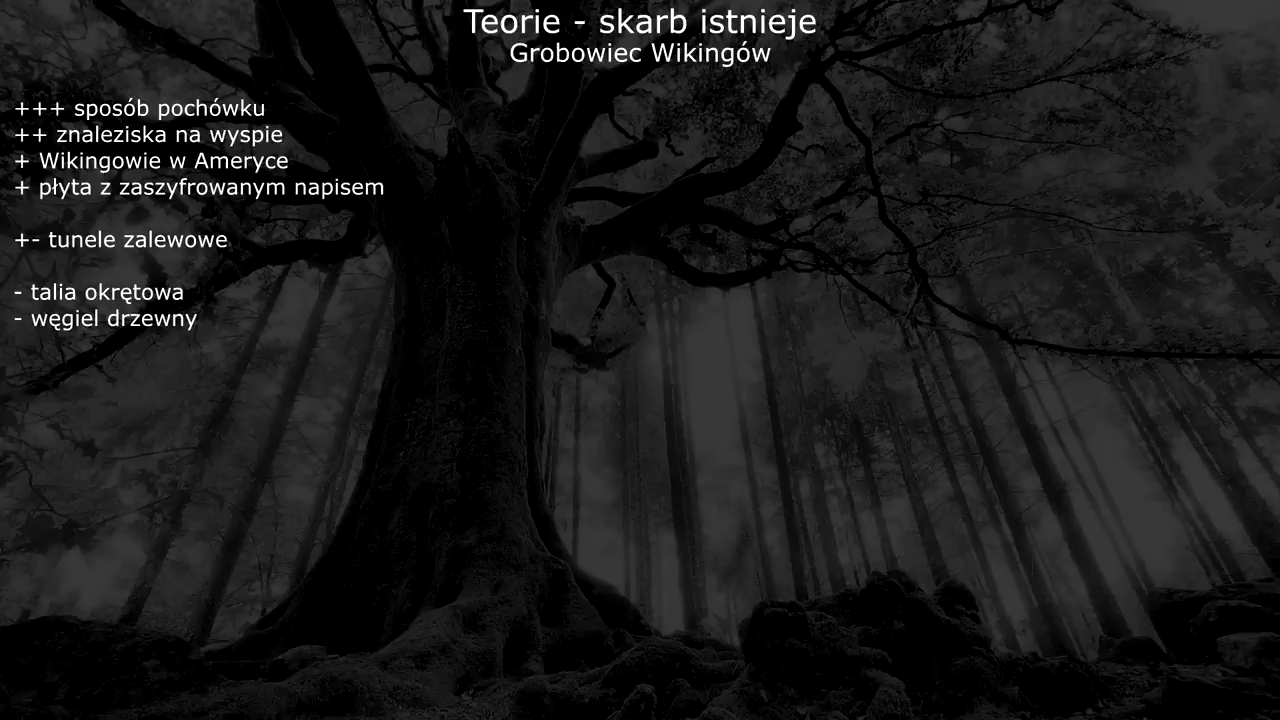 Teorie - skarb istnieje
Grobowiec Wikingów
+++ sposób pochówku
++ znaleziska na wyspie
+ Wikingowie w Ameryce
+ płyta z zaszyfrowanym napisem
+- tunele zalewowe
- talia okrętowa
- węgiel drzewny